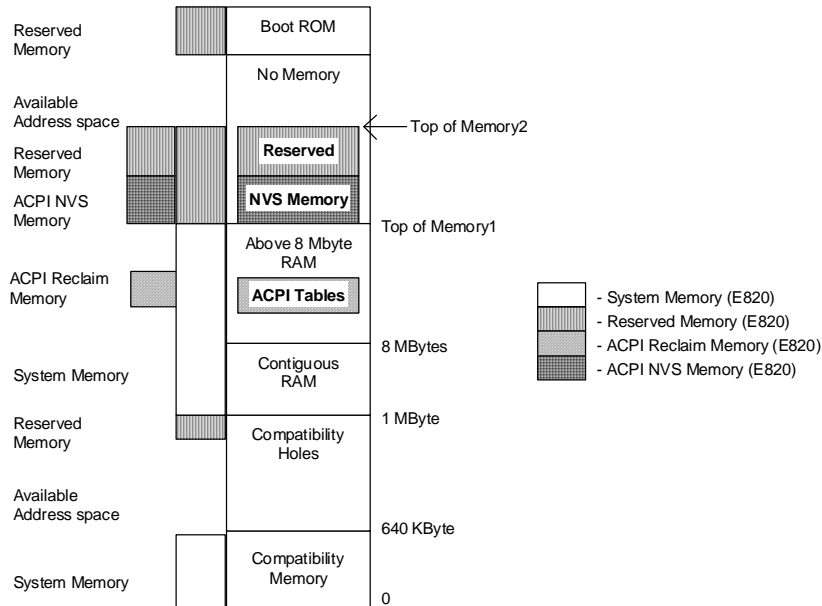 Reserved
Memory
Boot ROM
No Memory
Available
Address space
Top of Memory2
Reserved
Memory
Reserved
ACPI NVS
Memory
NVS Memory
Top of Memory1
Above 8 Mbyte
RAM
ACPI Reclaim
Memory
ACPI Tables
- System Memory (E820)
- Reserved Memory (E820)
- ACPI Reclaim Memory (E820)
- ACPI NVS Memory (E820)
8 MBytes
System Memory
Contiguous
RAM
1 MByte
Reserved
Memory
Compatibility
Holes
Available
Address space
640 KByte
System Memory
Compatibility
Memory
0